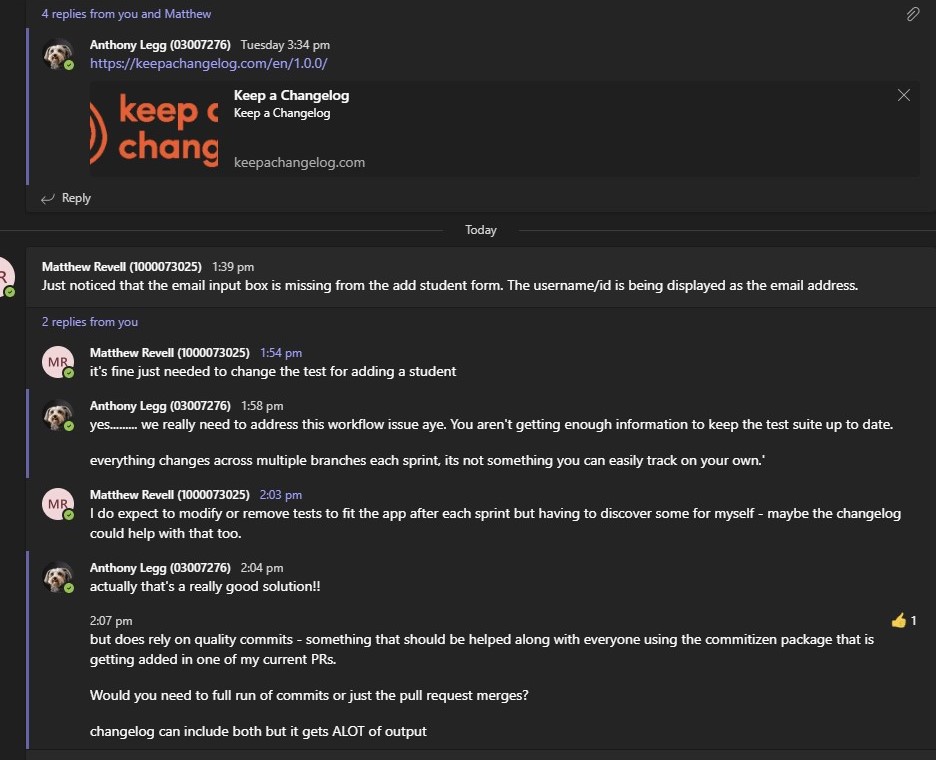 4 replies from you and Matthew
Anthony Legg (03007276) Tuesday 3:34 pm
https://keepachangelog.com/en/1.0.0/
keep c
chang
Keep a Changelog
Keep a Changelog
keepachangelog.com
Reply
Today
R
Matthew Revell (1000073025) 1:39 pm
Just noticed that the email input box is missing from the add student form. The username/id is being displayed as the email address.
2 replies from you
MR
Matthew Revell (1000073025) 1:54 pm
it's fine just needed to change the test for adding a student
Anthony Legg (03007276) 1:58 pm
yes......... we really need to address this workflow issue aye. You aren't getting enough information to keep the test suite up to date.
everything changes across multiple branches each sprint, its not something you can easily track on your own.'
MR
Matthew Revell (1000073025) 2:03 pm
I do expect to modify or remove tests to fit the app after each sprint but having to discover some for myself - maybe the changelog
could help with that too.
Anthony Legg (03007276) 2:04 pm
actually that's a really good solution!!
2:07 pm
1
but does rely on quality commits - something that should be helped along with everyone using the commitizen package that is
getting added in one of my current PRs.
Would you need to full run of commits or just the pull request merges?
changelog can include both but it gets ALOT of output